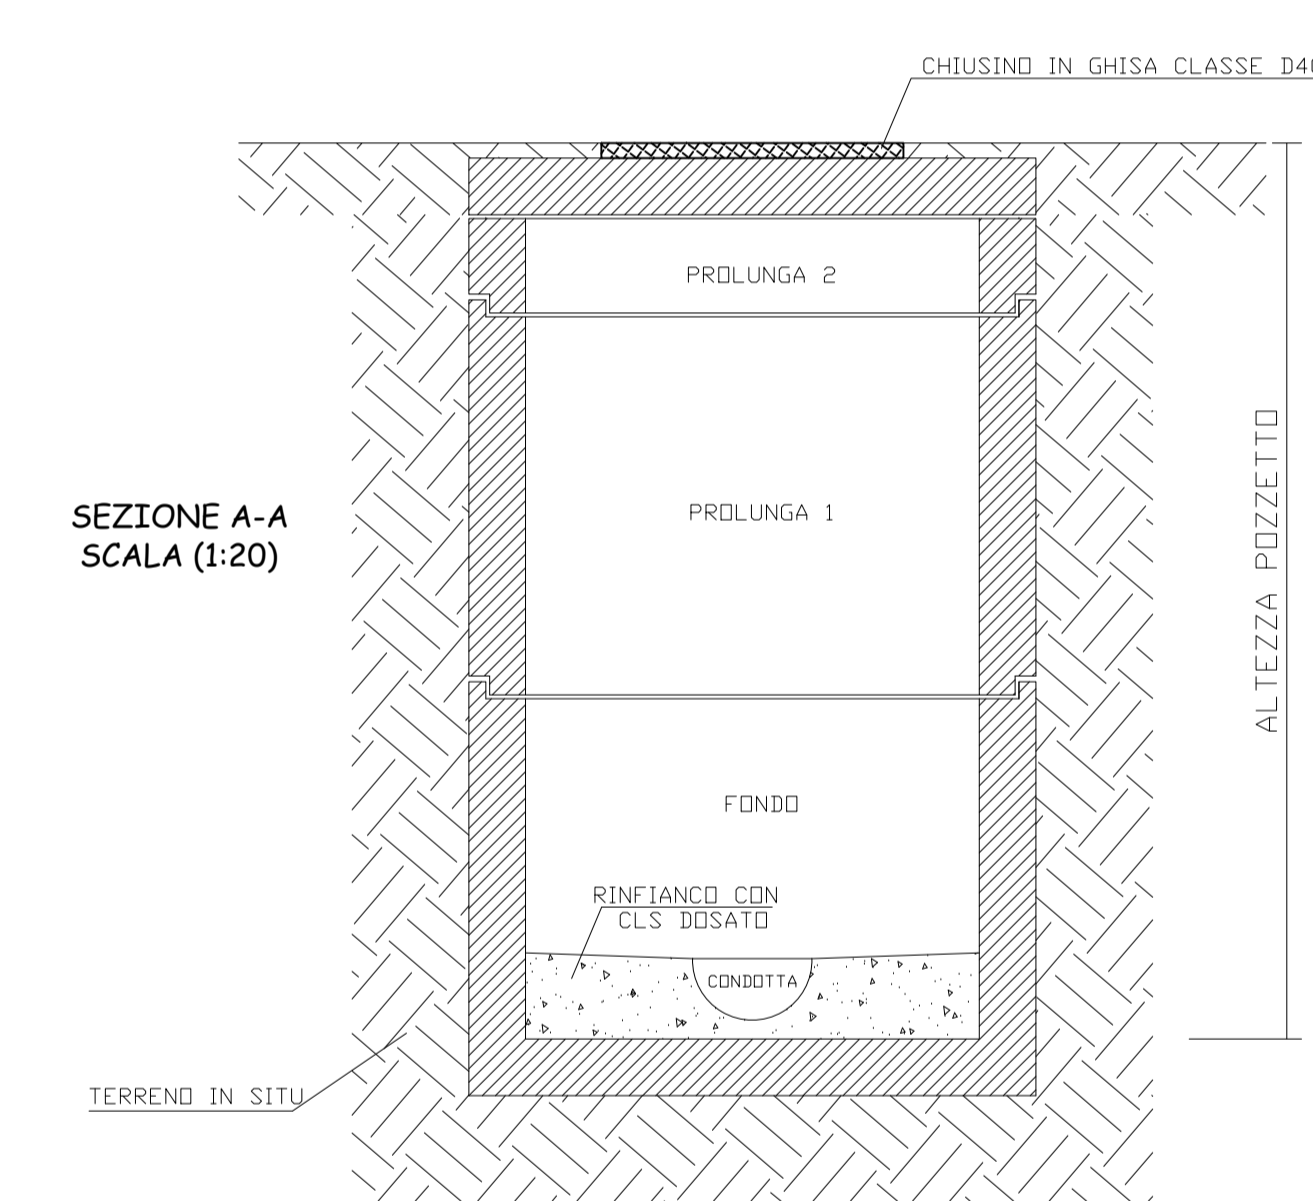 CHIUSINO IN GHISA CLASSE D4
PROLUNGA 2
PROLUNGA 1
SEZIONE A-A
SCALA (1:20)
ALTEZZA POZZETTO
FONDO
RINFIANCO CON
CLS DOSATO
CONDOTTA
TERRENO IN SITU